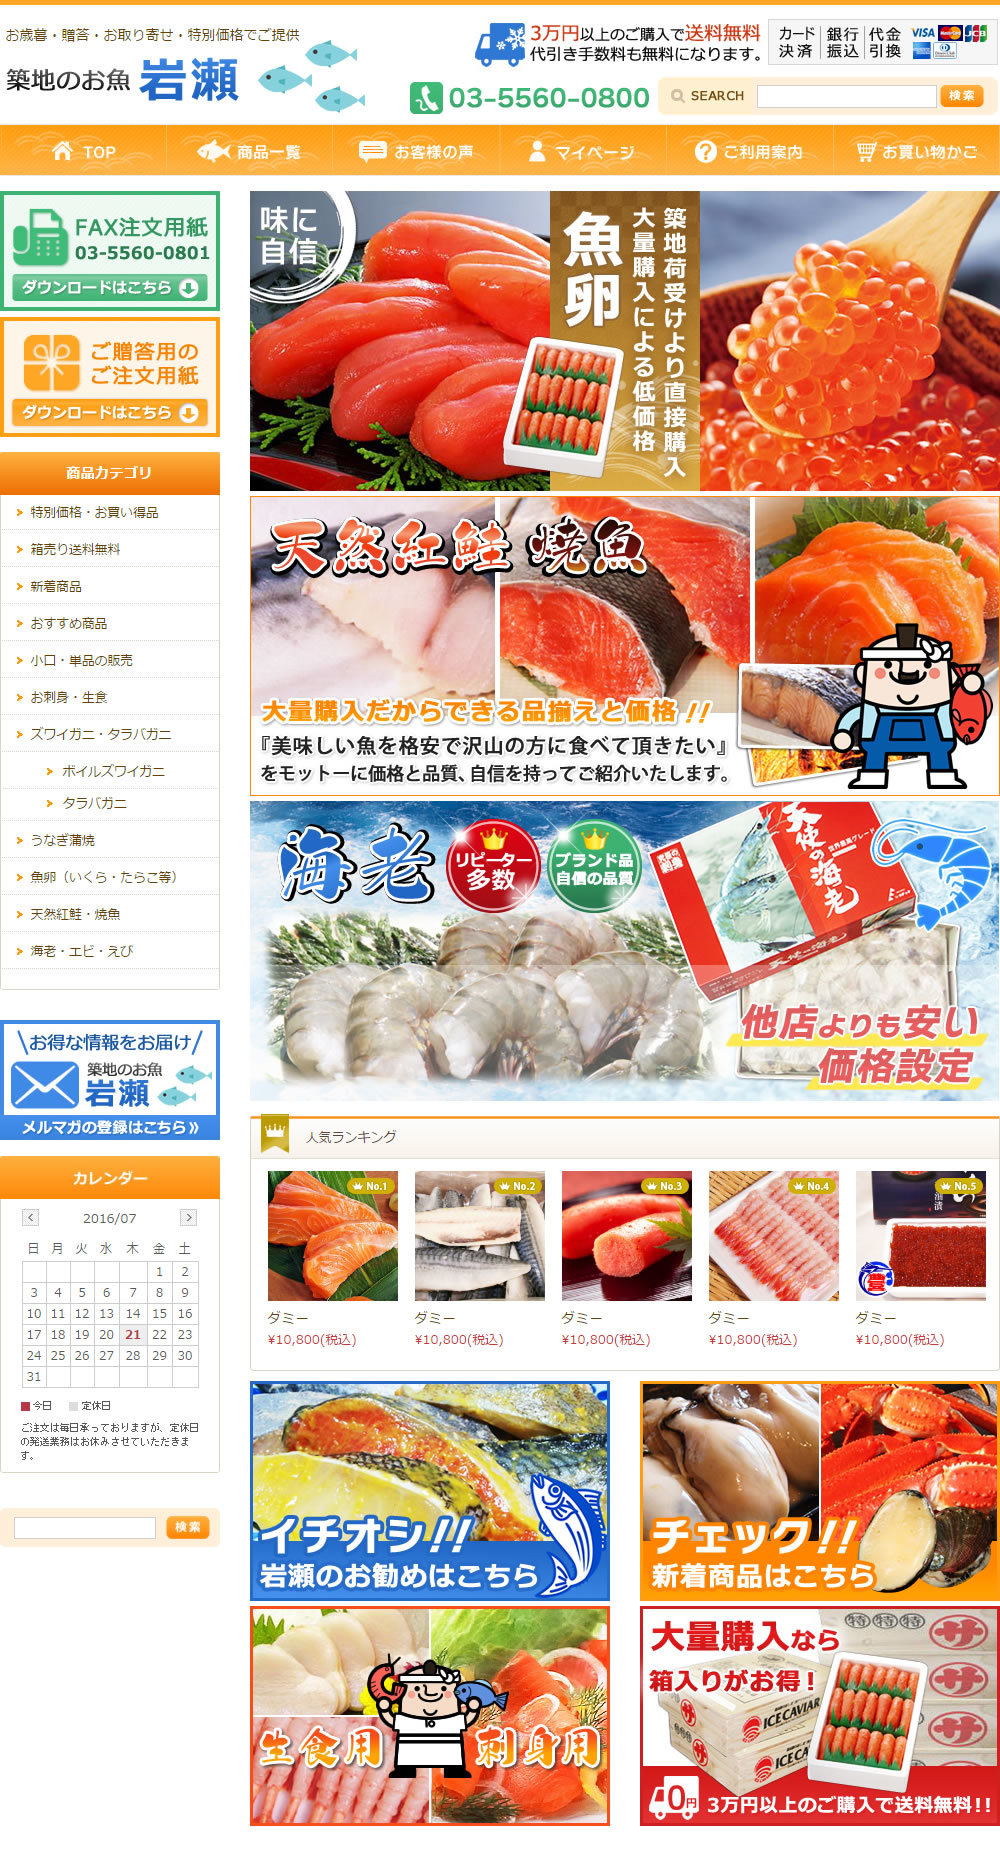 お歳暮・贈答・お取り寄せ・特別価格でご提供
築地のお魚 岩瀬
3万円以上のご購入で送料無料
代引き手数料も無料になります。
カード決済
銀行振込
代金引換
VISA
MasterCard
JCB
03-5560-0800
SEARCH
検索
TOP
商品一覧
お客様の声
マイページ
ご利用案内
お買い物かご
FAX注文用紙
03-5560-0801
ダウンロードはこちら
ご贈答用の
ご注文用紙
ダウンロードはこちら
商品カテゴリ
特別価格・お買い得品
箱売り送料無料
新着商品
おすすめ商品
小口・単品の販売
お刺身・生食
ズワイガニ・タラバガニ
ボイルズワイガニ
タラバガニ
うなぎ蒲焼
魚卵（いくら・たらこ等）
天然紅鮭・焼魚
海老・エビ・えび
お得な情報をお届け
築地のお魚
岩瀬
メルマガの登録はこちら
カレンダー
2016/07
日 月 火 水 木 金 土
1 2
3 4 5 6 7 8 9
10 11 12 13 14 15 16
17 18 19 20 21 22 23
24 25 26 27 28 29 30
31
今日 定休日
ご注文は毎日承っておりますが、定休日
の発送業務はお休みさせていただきま
す。
検索
味に
自信
魚卵
築地荷受けより直接購入
大量購入による低価格
天然紅鮭 焼魚
大量購入だからできる品揃えと価格!!
『美味しい魚を格安で沢山の方に食べて頂きたい』
をモットーに価格と品質、自信を持ってご紹介いたします。
海老
リピーター
多数
ブランド品
自信の品質
天使の海老
天使の海老
他店よりも安い
価格設定
人気ランキング
No.1
No.2
No.3
No.4
No.5
ダミー
¥10,800(税込)
ダミー
¥10,800(税込)
ダミー
¥10,800(税込)
ダミー
¥10,800(税込)
ダミー
¥10,800(税込)
イチオシ!!
岩瀬のお勧めはこちら
チェック!!
新着商品はこちら
生食用 刺身用
大量購入なら
箱入りがお得!
特特特
サ
ICECAVIAR
0円
3万円以上のご購入で送料無料!!